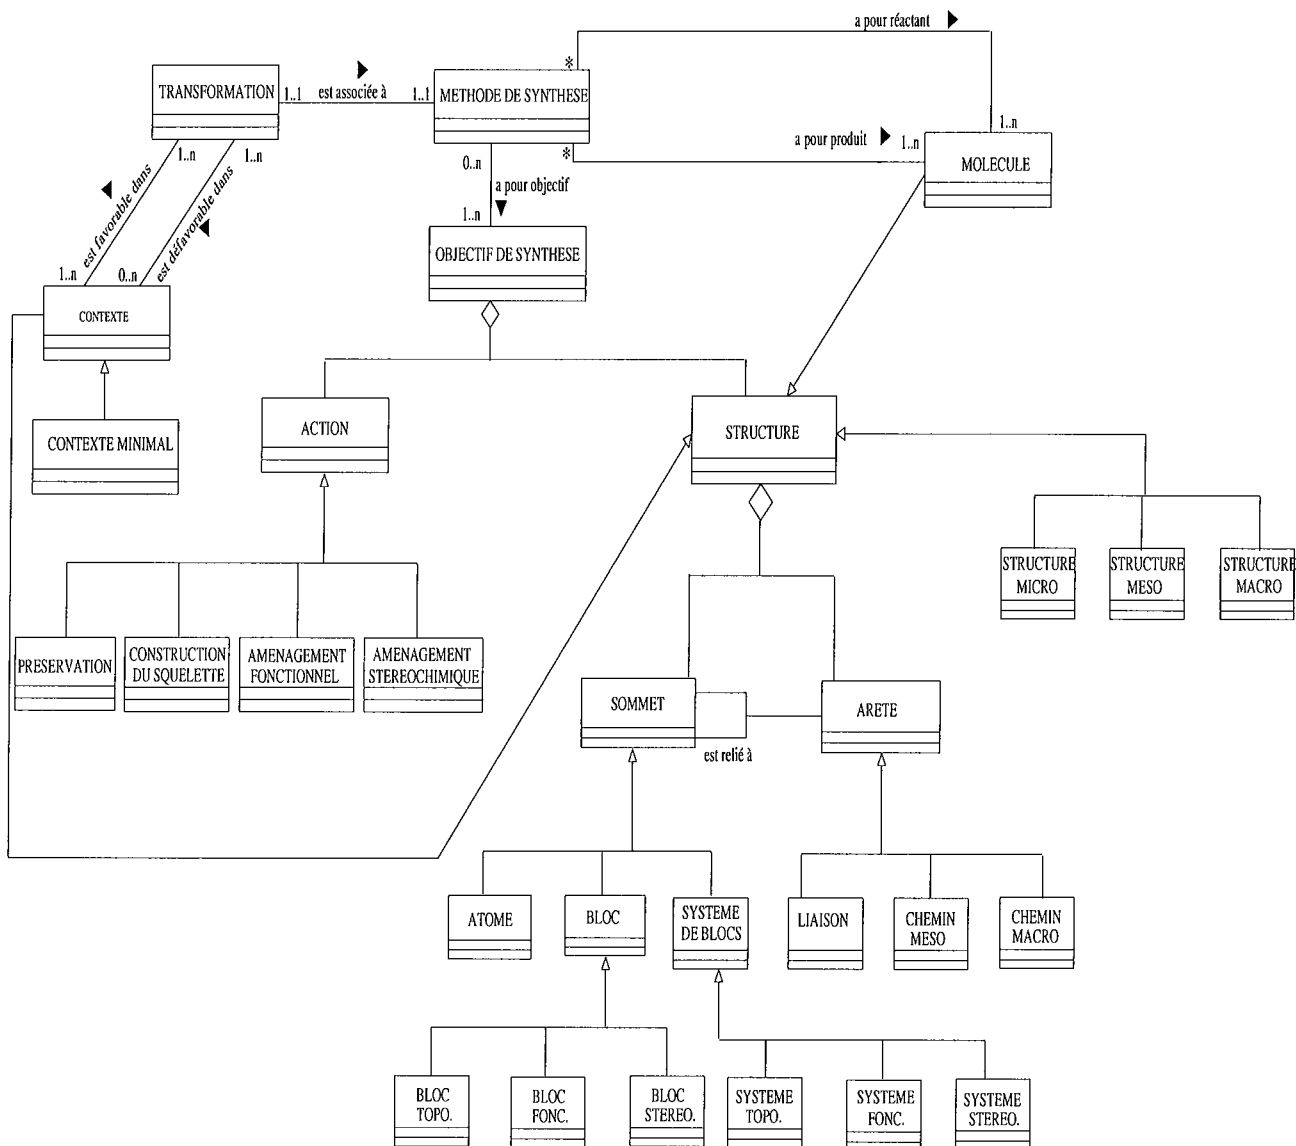 a pour réactant
*
TRANSFORMATION
1..1
est associée à
1..1
METHODE DE SYNTHESE
1..n
a pour produit
1..n
*
MOLECULE
1..n
1..n
0..n
a pour objectif
1..n
est favorable dans
est défavorable dans
OBJECTIF DE SYNTHESE
1..n
0..n
CONTEXTE
CONTEXTE MINIMAL
ACTION
STRUCTURE
STRUCTURE
MICRO
STRUCTURE
MESO
STRUCTURE
MACRO
PRESERVATION
CONSTRUCTION
DU SQUELETTE
AMENAGEMENT
FONCTIONNEL
AMENAGEMENT
STEREOCHIMIQUE
SOMMET
ARETE
est relié à
ATOME
BLOC
SYSTEME
DE BLOCS
LIAISON
CHEMIN
MESO
CHEMIN
MACRO
BLOC
TOPO.
BLOC
FONC.
BLOC
STEREO.
SYSTEME
TOPO.
SYSTEME
FONC.
SYSTEME
STEREO.